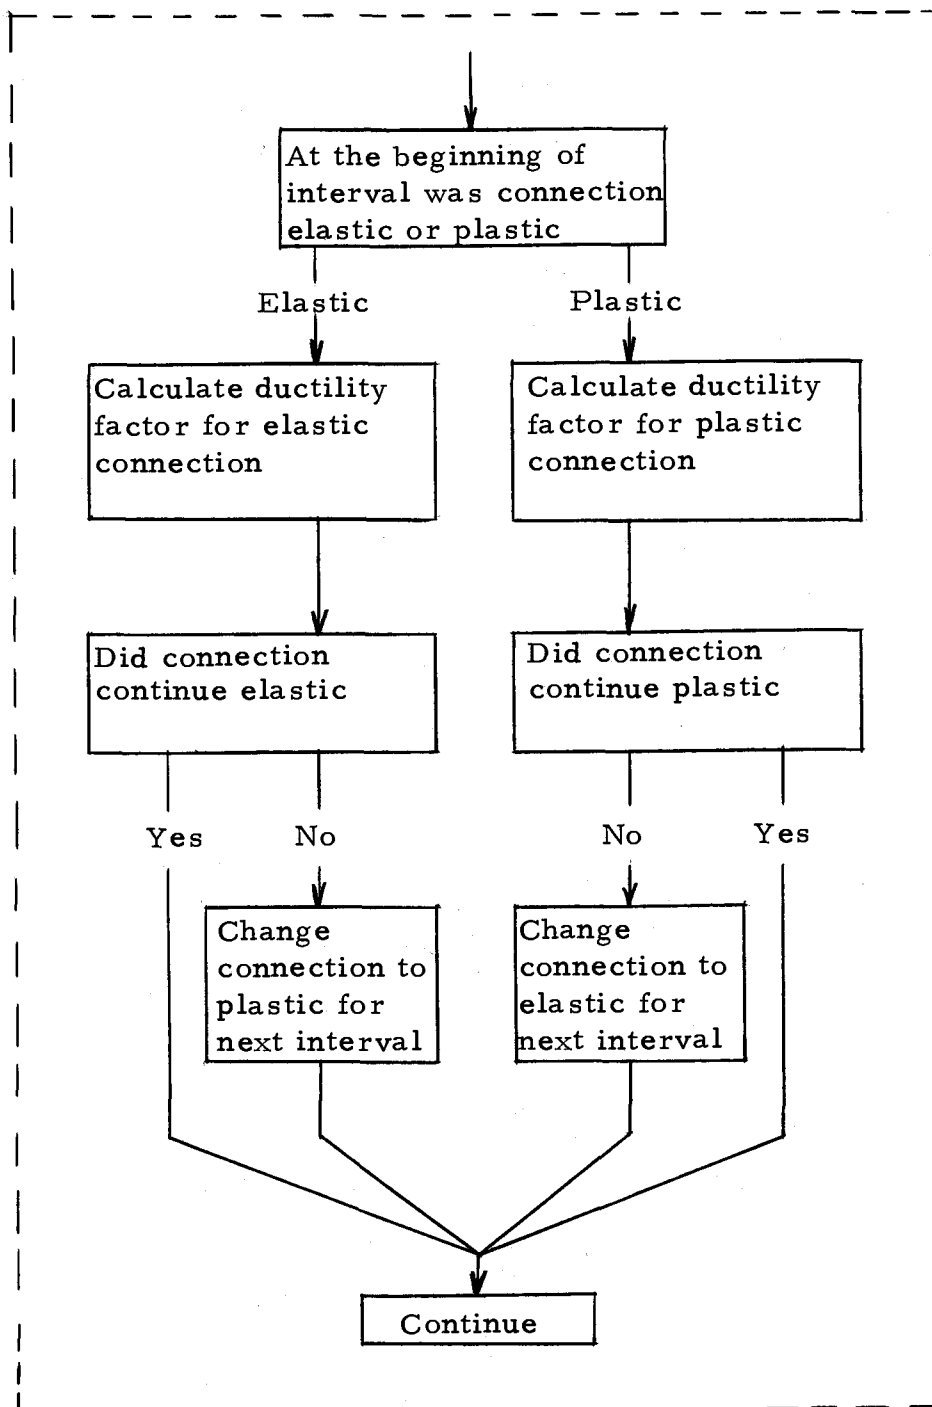 At the beginning of
interval was connection
elastic or plastic
Elastic
Plastic
Calculate ductility
factor for elastic
connection
Calculate ductility
factor for plastic
connection
Did connection
continue elastic
Did connection
continue plastic
Yes
No
No
Yes
Change
connection to
plastic for
next interval
Change
connection to
elastic for
next interval
Continue